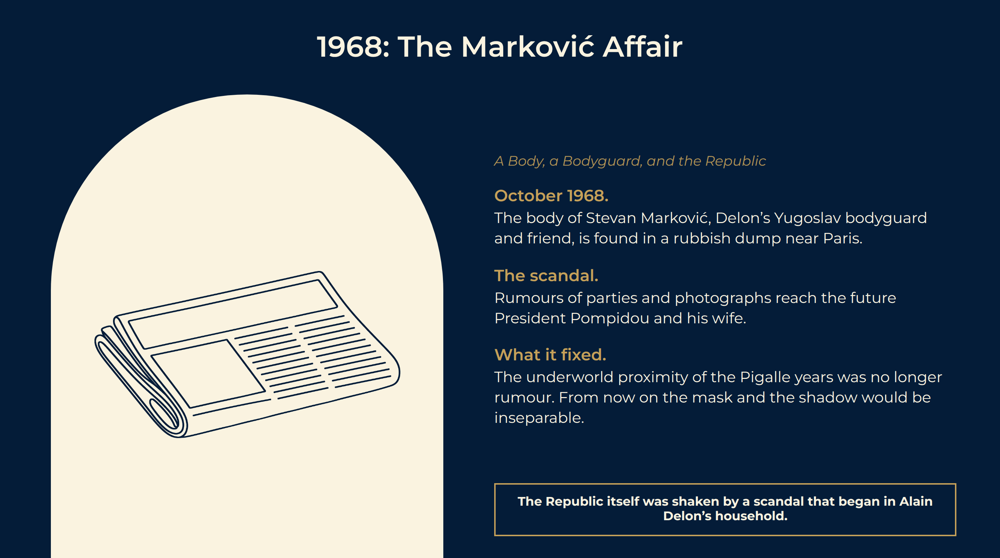 1968: The Marković Affair
A Body, a Bodyguard, and the Republic
October 1968.
The body of Stevan Marković, Delon’s Yugoslav bodyguard
and friend, is found in a rubbish dump near Paris.
The scandal.
Rumours of parties and photographs reach the future
President Pompidou and his wife.
What it fixed.
The underworld proximity of the Pigalle years was no longer
rumour. From now on the mask and the shadow would be
inseparable.
The Republic itself was shaken by a scandal that began in Alain
Delon’s household.